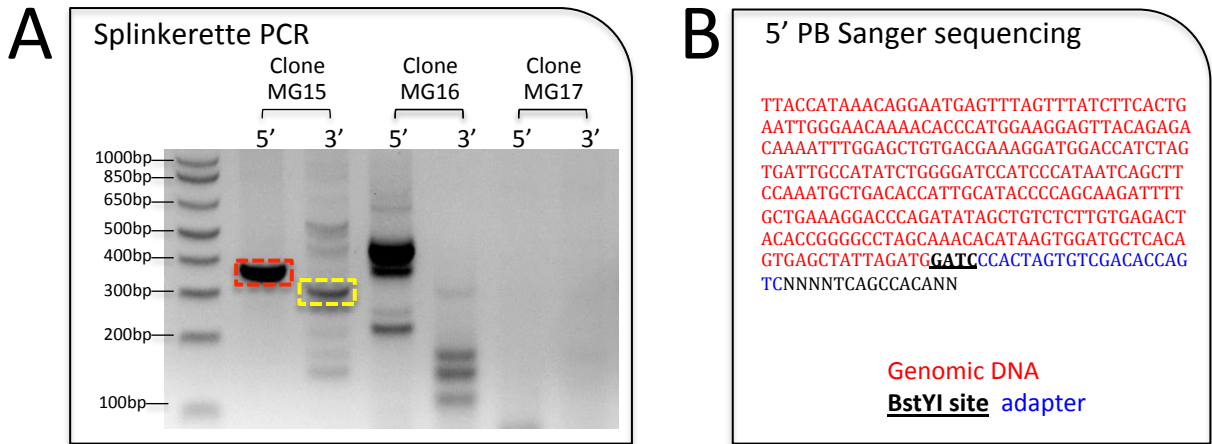 A
Splinkerette PCR
Clone Clone Clone
MG15 MG16 MG17
5’ 3’ 5’ 3’ 5’ 3’
1000bp
850bp
650bp
500bp
400bp
300bp
200bp
100bp
B
5’ PB Sanger sequencing
TTACCATAAACAGGAATGAGTTTAGTTTATCTTCACTG
AATTGGGAACAAAACACCCATGGAAGGAGTTACAGAGA
CAAAATTTGGAGCTGTGACGAAAGGATGGACCATCTAG
TGATTGCCATATCTGGGGATCCATCCCATAATCAGCTT
CCAAATGCTGACACCATTGCATACCCCAGCAAGATTTT
GCTGAAAGGACCCAGATATAGCTGTCTCTTGTGAGACT
ACACCGGGGCCTAGCAAACACATAAGTGGATGCTCACA
GTGAGCTATTAGATGGATCCCACTAGTGTCGACACCAG
TCNNNNTCAGCCACANN
Genomic DNA
BstYI site adapter